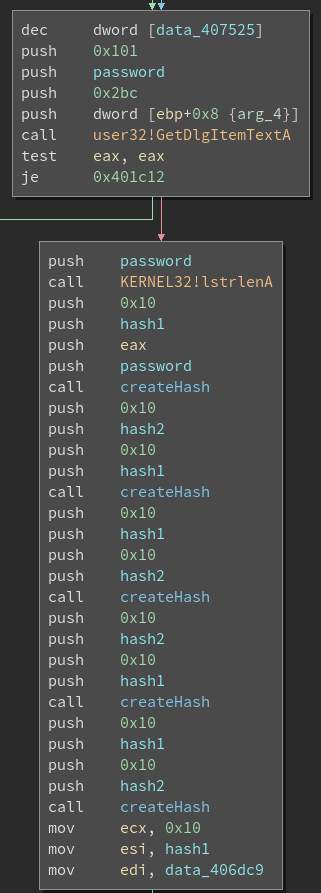 dec dword [data_407525]
push 0x101
push password
push 0x2bc
push dword [ebp+0x8 {arg_4}]
call user32!GetDlgItemTextA
test eax, eax
je 0x401c12
push password
call KERNEL32!lstrlenA
push 0x10
push hash1
push eax
push password
call createHash
push 0x10
push hash2
push 0x10
push hash1
call createHash
push 0x10
push hash1
push 0x10
push hash2
call createHash
push 0x10
push hash2
push 0x10
push hash1
call createHash
push 0x10
push hash1
push 0x10
push hash2
call createHash
mov ecx, 0x10
mov esi, hash1
mov edi, data_406dc9